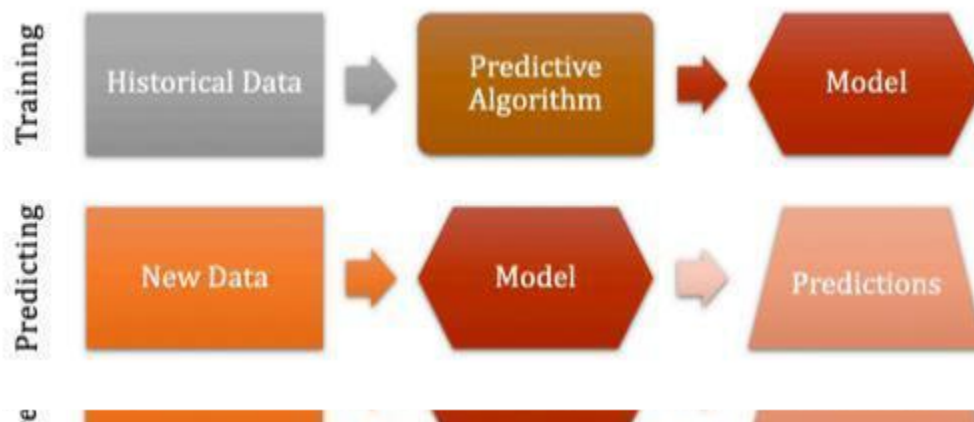 Training
Historical Data
Predictive
Algorithm
Model
Predicting
New Data
Model
Predictions